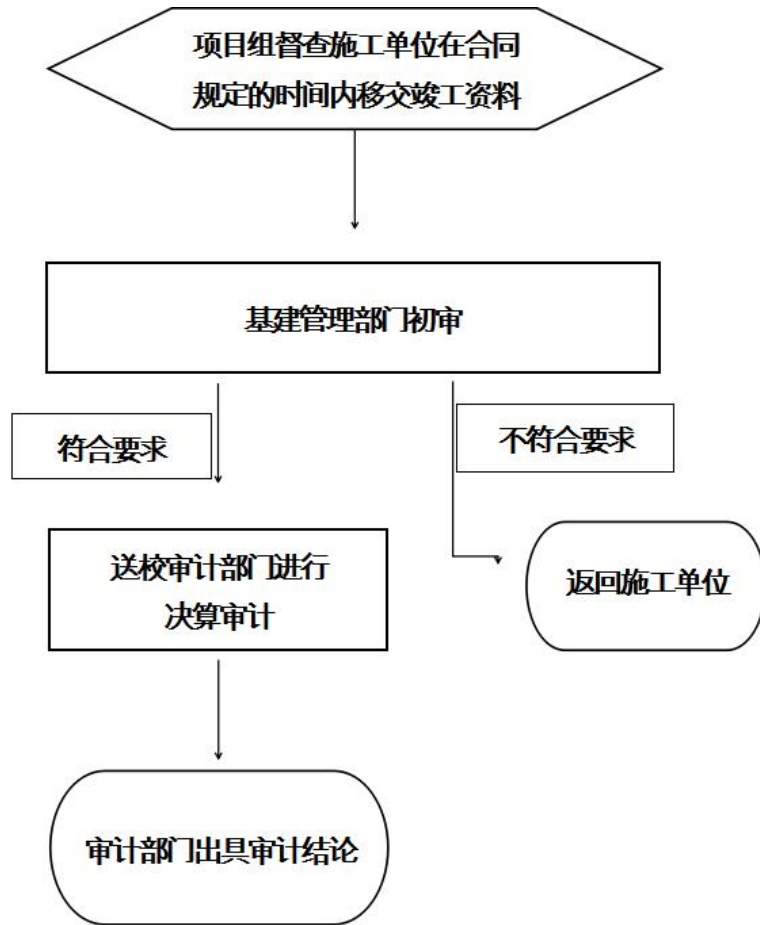 项目组督查施工单位在合同
规定的时间内移交竣工资料
基建管理部门初审
符合要求
不符合要求
送校审计部门进行
决算审计
返回施工单位
审计部门出具审计结论